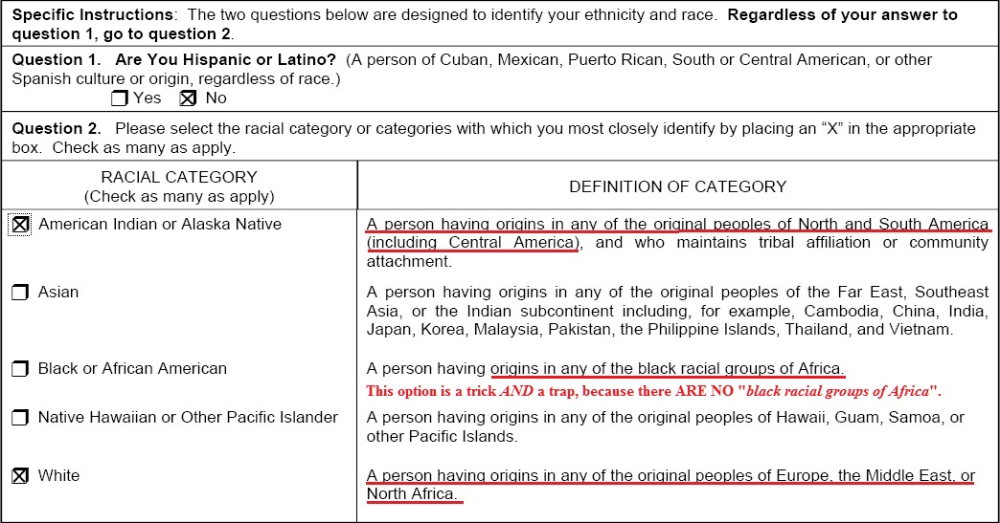 Specific Instructions: The two questions below are designed to identify your ethnicity and race. Regardless of your answer to
question 1, go to question 2.
Question 1. Are You Hispanic or Latino? (A person of Cuban, Mexican, Puerto Rican, South or Central American, or other
Spanish culture or origin, regardless of race.)
Yes No
Question 2. Please select the racial category or categories with which you most closely identify by placing an “X” in the appropriate
box. Check as many as apply.
RACIAL CATEGORY
(Check as many as apply)
DEFINITION OF CATEGORY
American Indian or Alaska Native
A person having origins in any of the original peoples of North and South America
(including Central America), and who maintains tribal affiliation or community
attachment.
Asian
A person having origins in any of the original peoples of the Far East, Southeast
Asia, or the Indian subcontinent including, for example, Cambodia, China, India,
Japan, Korea, Malaysia, Pakistan, the Philippine Islands, Thailand, and Vietnam.
Black or African American
A person having origins in any of the black racial groups of Africa.
This option is a trick AND a trap, because there ARE NO "black racial groups of Africa".
Native Hawaiian or Other Pacific Islander
A person having origins in any of the original peoples of Hawaii, Guam, Samoa, or
other Pacific Islands.
White
A person having origins in any of the original peoples of Europe, the Middle East, or
North Africa.